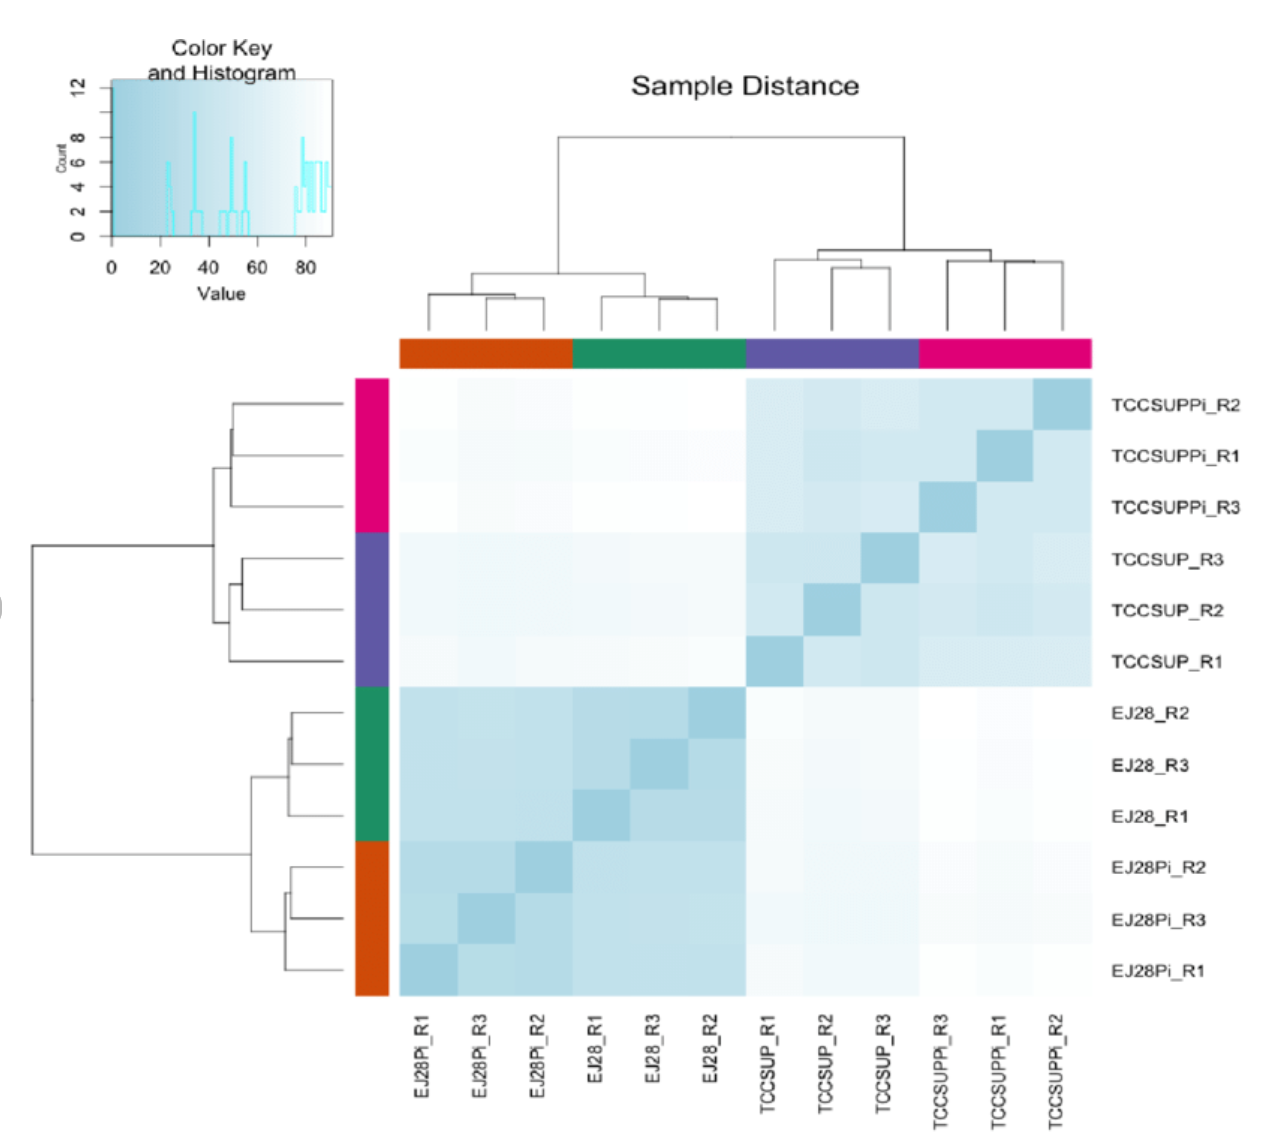 Color Key
and Histogram
Count
0 2 4 6 8 12
0 20 40 60 80
Value
Sample Distance
TCCSUPPi_R2
TCCSUPPi_R1
TCCSUPPi_R3
TCCSUP_R3
TCCSUP_R2
TCCSUP_R1
EJ28_R2
EJ28_R3
EJ28_R1
EJ28Pi_R2
EJ28Pi_R3
EJ28Pi_R1
EJ28Pi_R1
EJ28Pi_R3
EJ28Pi_R2
EJ28_R1
EJ28_R3
EJ28_R2
TCCSUP_R1
TCCSUP_R2
TCCSUP_R3
TCCSUPPi_R3
TCCSUPPi_R1
TCCSUPPi_R2